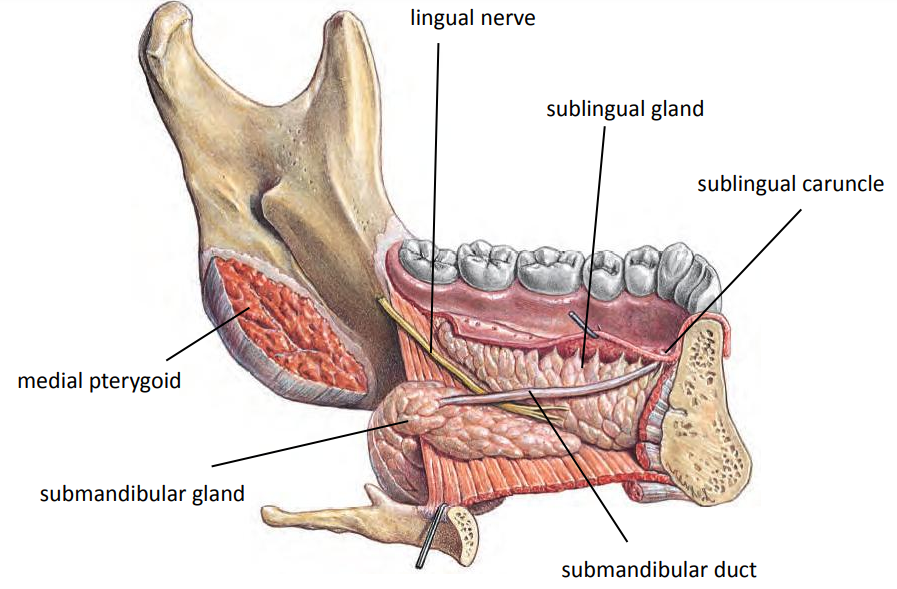 lingual nerve
sublingual gland
sublingual caruncle
medial pterygoid
submandibular gland
submandibular duct